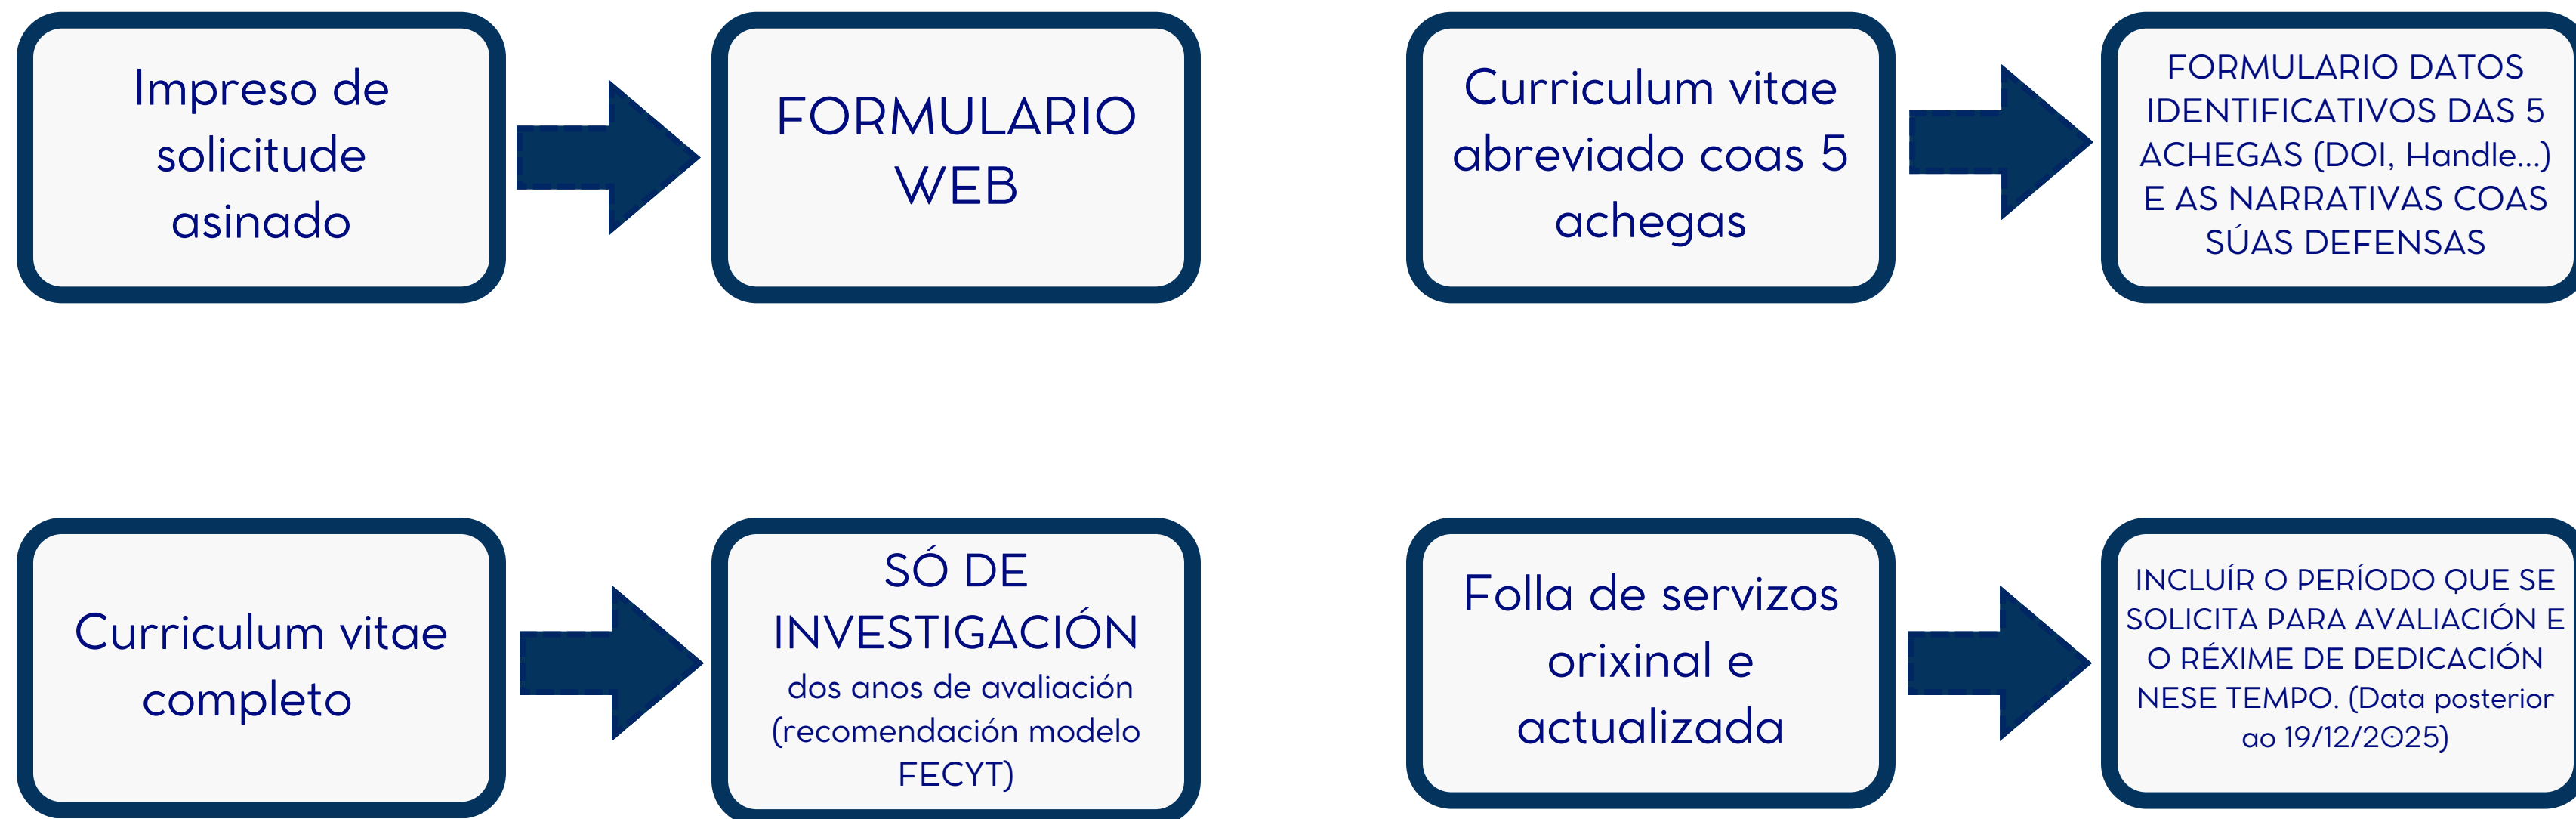 Impreso de
solicitude
asinado
FORMULARIO
WEB
Curriculum vitae
abreviado coas 5
achegas
FORMULARIO DATOS
IDENTIFICATIVOS DAS 5
ACHEGAS (DOI, Handle...)
E AS NARRATIVAS COAS
SÚAS DEFENSAS
Curriculum vitae
completo
SÓ DE
INVESTIGACIÓN
dos anos de avaliación
(recomendación modelo
FECYT)
Folla de servizos
orixinal e
actualizada
INCLUÍR O PERÍODO QUE SE
SOLICITA PARA AVALIACIÓN E
O RÉXIME DE DEDICACIÓN
NESE TEMPO. (Data posterior
ao 19/12/2025)